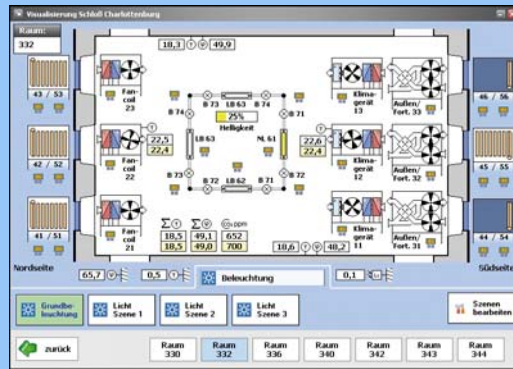 Visualisierung Schloß Charlottenburg
Raum:
332
18,3 T φ 49,9
43 / 53
Fan-
coil
23
B 73
LB 63
B 74
B 74
B 71
25%
Helligkeit
Klima-
gerät
13
Außen/
Fort. 33
46 / 56
42 / 52
22,5
22,4
Fan-
coil
22
LB 63
NL 61
22,6
22,4
Klima-
gerät
12
Außen/
Fort. 32
45 / 55
B 73
B 72
LB 62
B 71
B 72
41 / 51
Fan-
coil
21
Σ T
Σ φ
CO₂ ppm
18,5
49,1
652
18,5
49,0
700
18,6 T φ 48,2
Klima-
gerät
11
Außen/
Fort. 31
44 / 54
Nordseite
65,7 φ
0,5 T
Beleuchtung
0,1
Südseite
Grundbe-
leuchtung
Licht
Szene 1
Licht
Szene 2
Licht
Szene 3
Szenen
bearbeiten
zurück
Raum
330
Raum
332
Raum
336
Raum
340
Raum
342
Raum
343
Raum
344